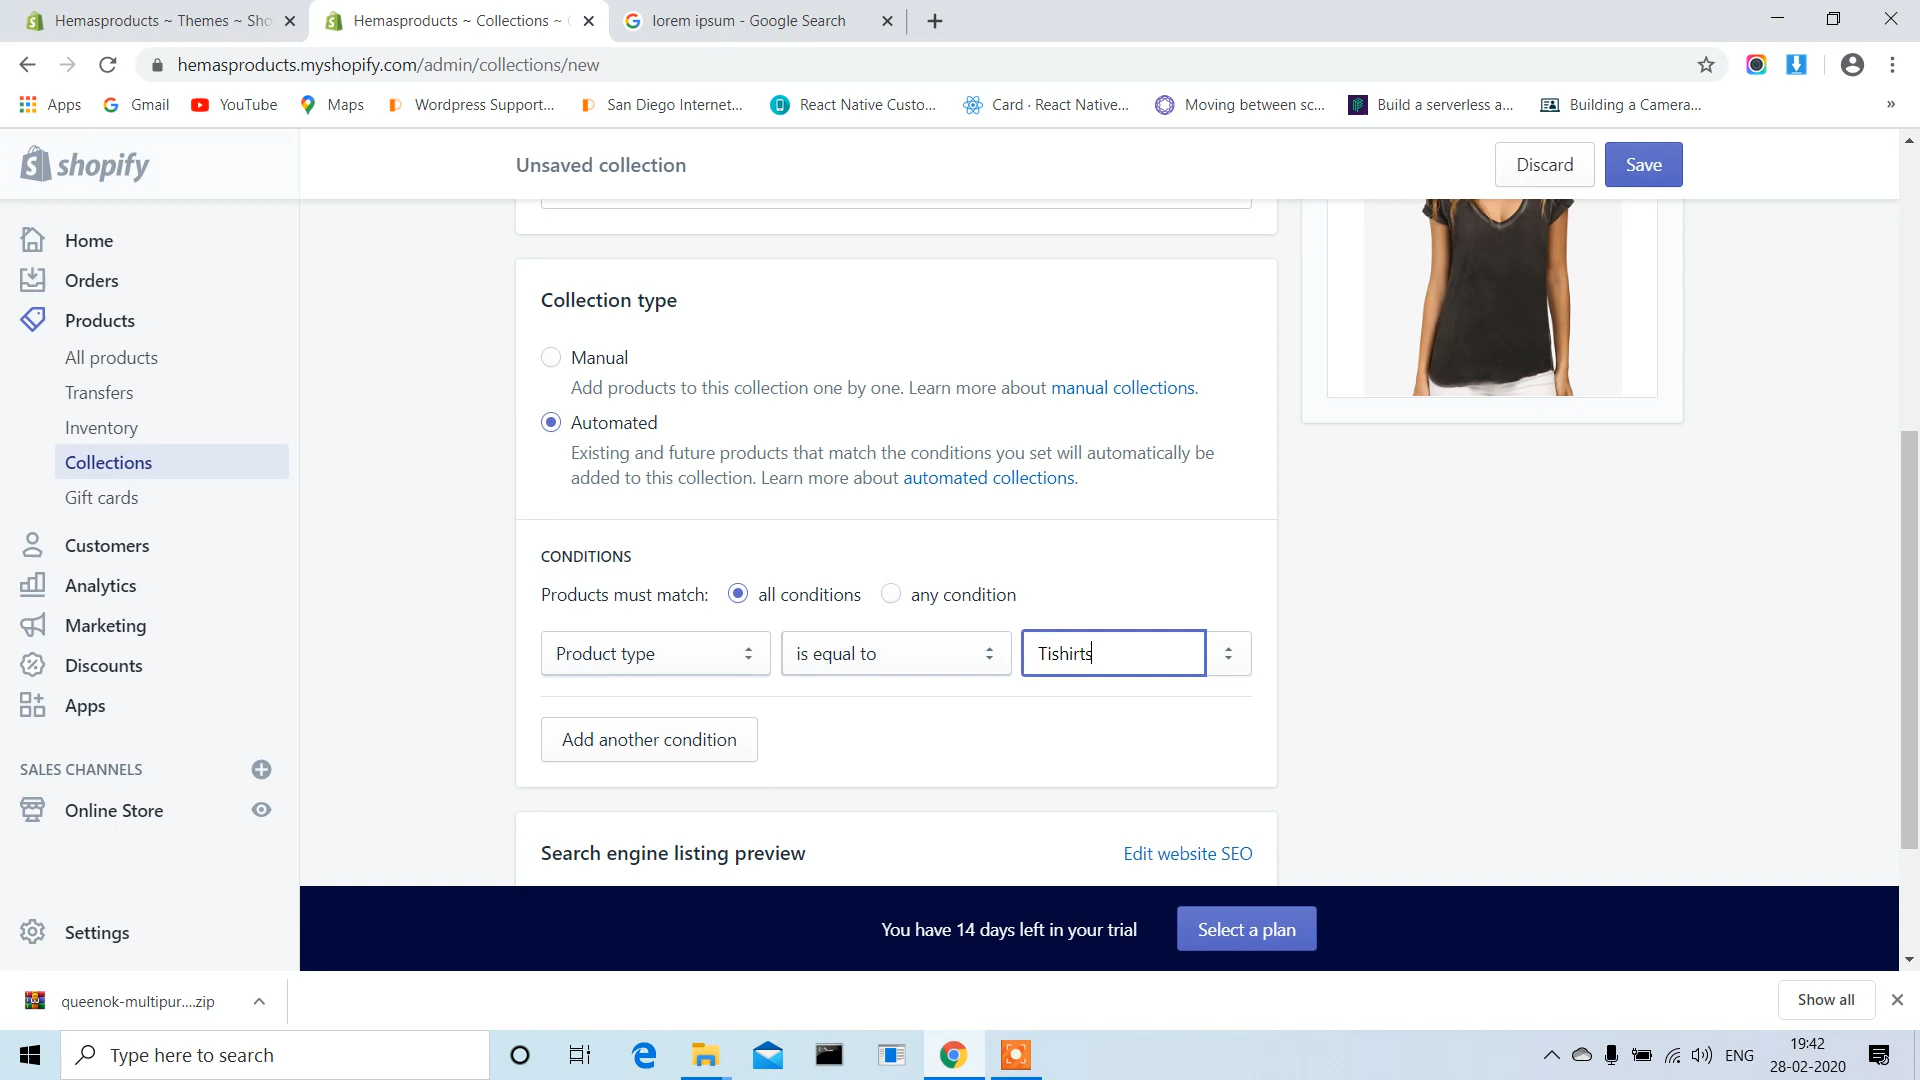 Hemasproducts ~ Themes ~ Sho
Hemasproducts ~ Collections ~
lorem ipsum - Google Search
hemasproducts.myshopify.com/admin/collections/new
Apps
Gmail
YouTube
Maps
Wordpress Support...
San Diego Internet...
React Native Custo...
Card · React Native...
Moving between sc...
Build a serverless a...
Building a Camera...
»
shopify
Unsaved collection
Discard
Save
Home
Orders
Products
All products
Transfers
Inventory
Collections
Gift cards
Customers
Analytics
Marketing
Discounts
Apps
SALES CHANNELS
Online Store
Settings
Collection type
Manual
Add products to this collection one by one. Learn more about manual collections.
Automated
Existing and future products that match the conditions you set will automatically be
added to this collection. Learn more about automated collections.
CONDITIONS
Products must match: all conditions any condition
Product type
is equal to
Tishirts
Add another condition
Search engine listing preview
Edit website SEO
You have 14 days left in your trial
Select a plan
queenok-multipur....zip
Show all
Type here to search
ENG
19:42
28-02-2020